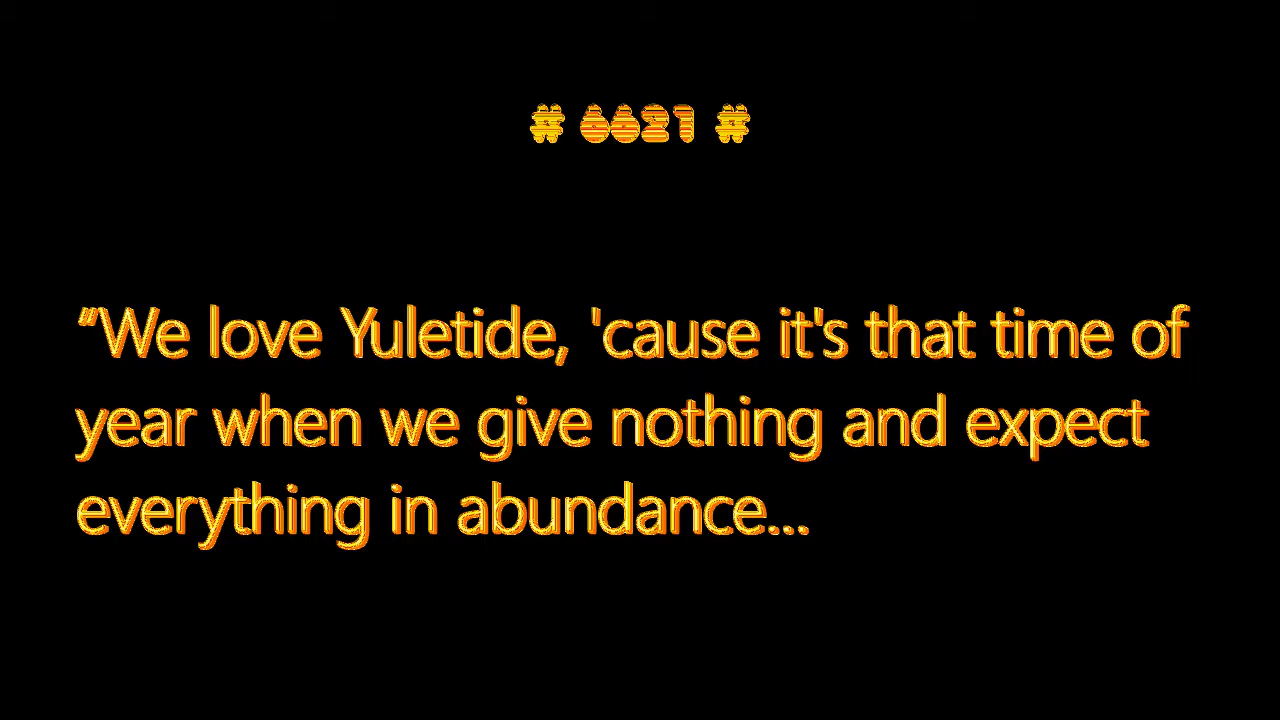 # 6621 #
“We love Yuletide, 'cause it's that time of
year when we give nothing and expect
everything in abundance...